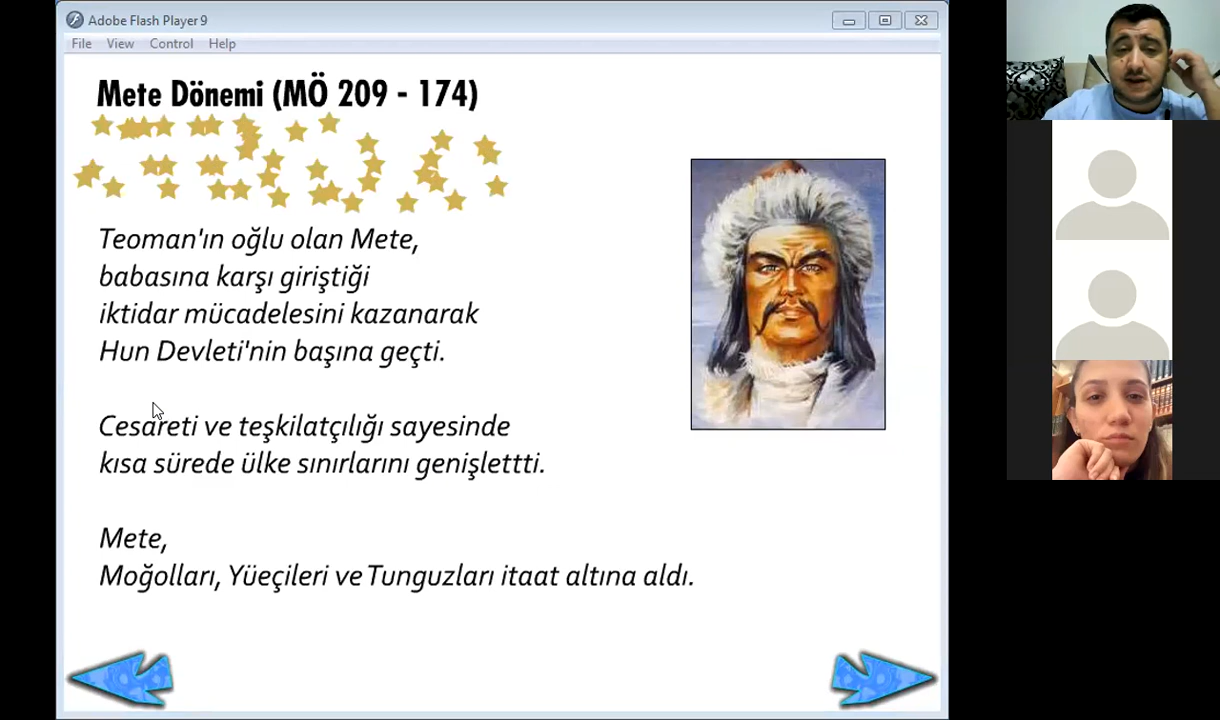 Adobe Flash Player 9
File View Control Help
Mete Dönemi (MÖ 209 - 174)
Teoman'ın oğlu olan Mete,
babasına karşı giriştiği
iktidar mücadelesini kazanarak
Hun Devleti'nin başına geçti.
Cesareti ve teşkilatçılığı sayesinde
kısa sürede ülke sınırlarını genişlettti.
Mete,
Moğolları, Yüeçileri ve Tunguzları itaat altına aldı.